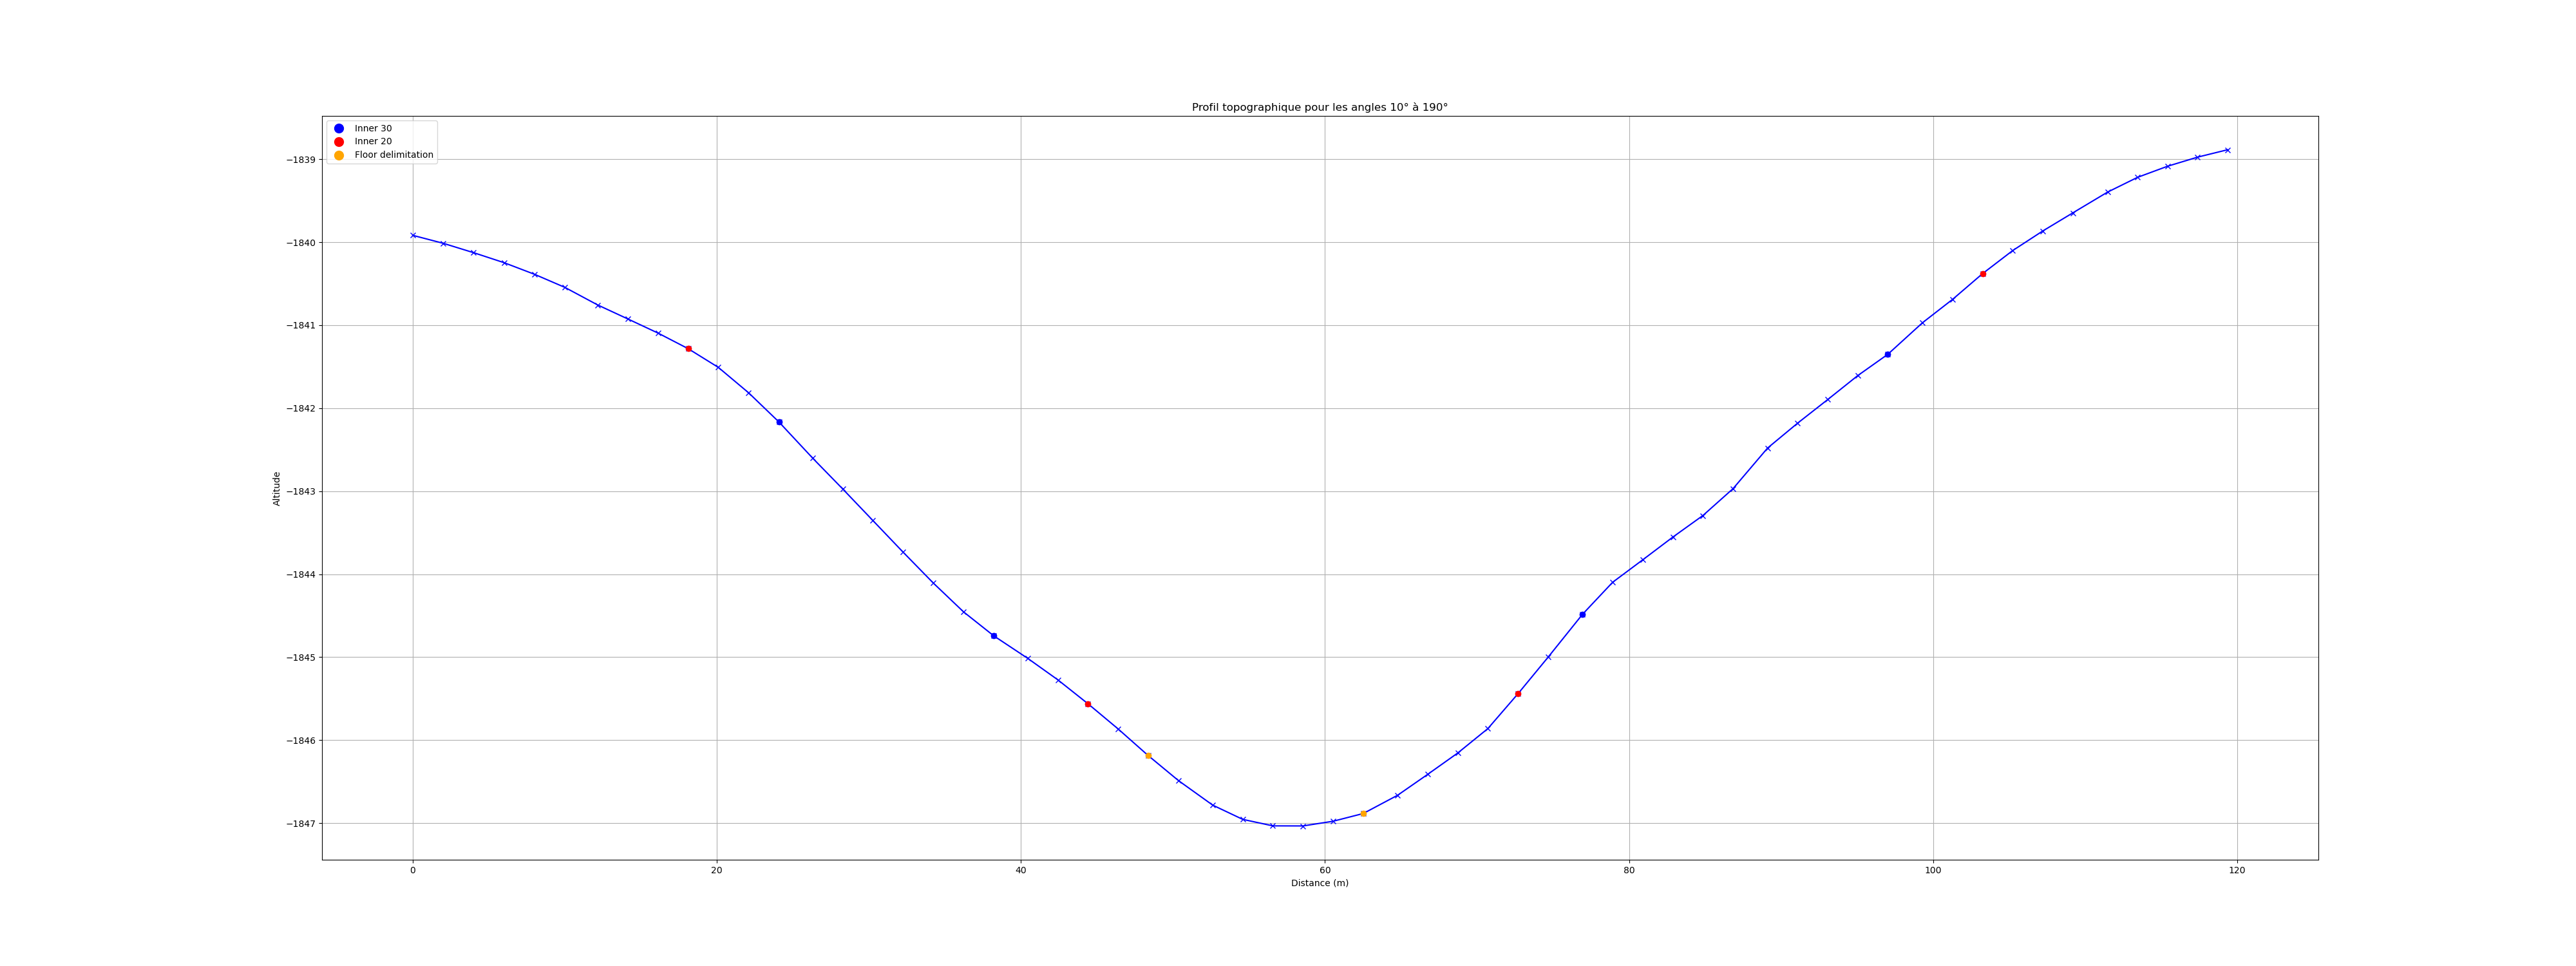 Profil topographique pour les angles 10° à 190°
Inner 30
Inner 20
Floor delimitation
−1839
−1840
−1841
−1842
−1843
−1844
−1845
−1846
−1847
Altitude
0 20 40 60 80 100 120
Distance (m)